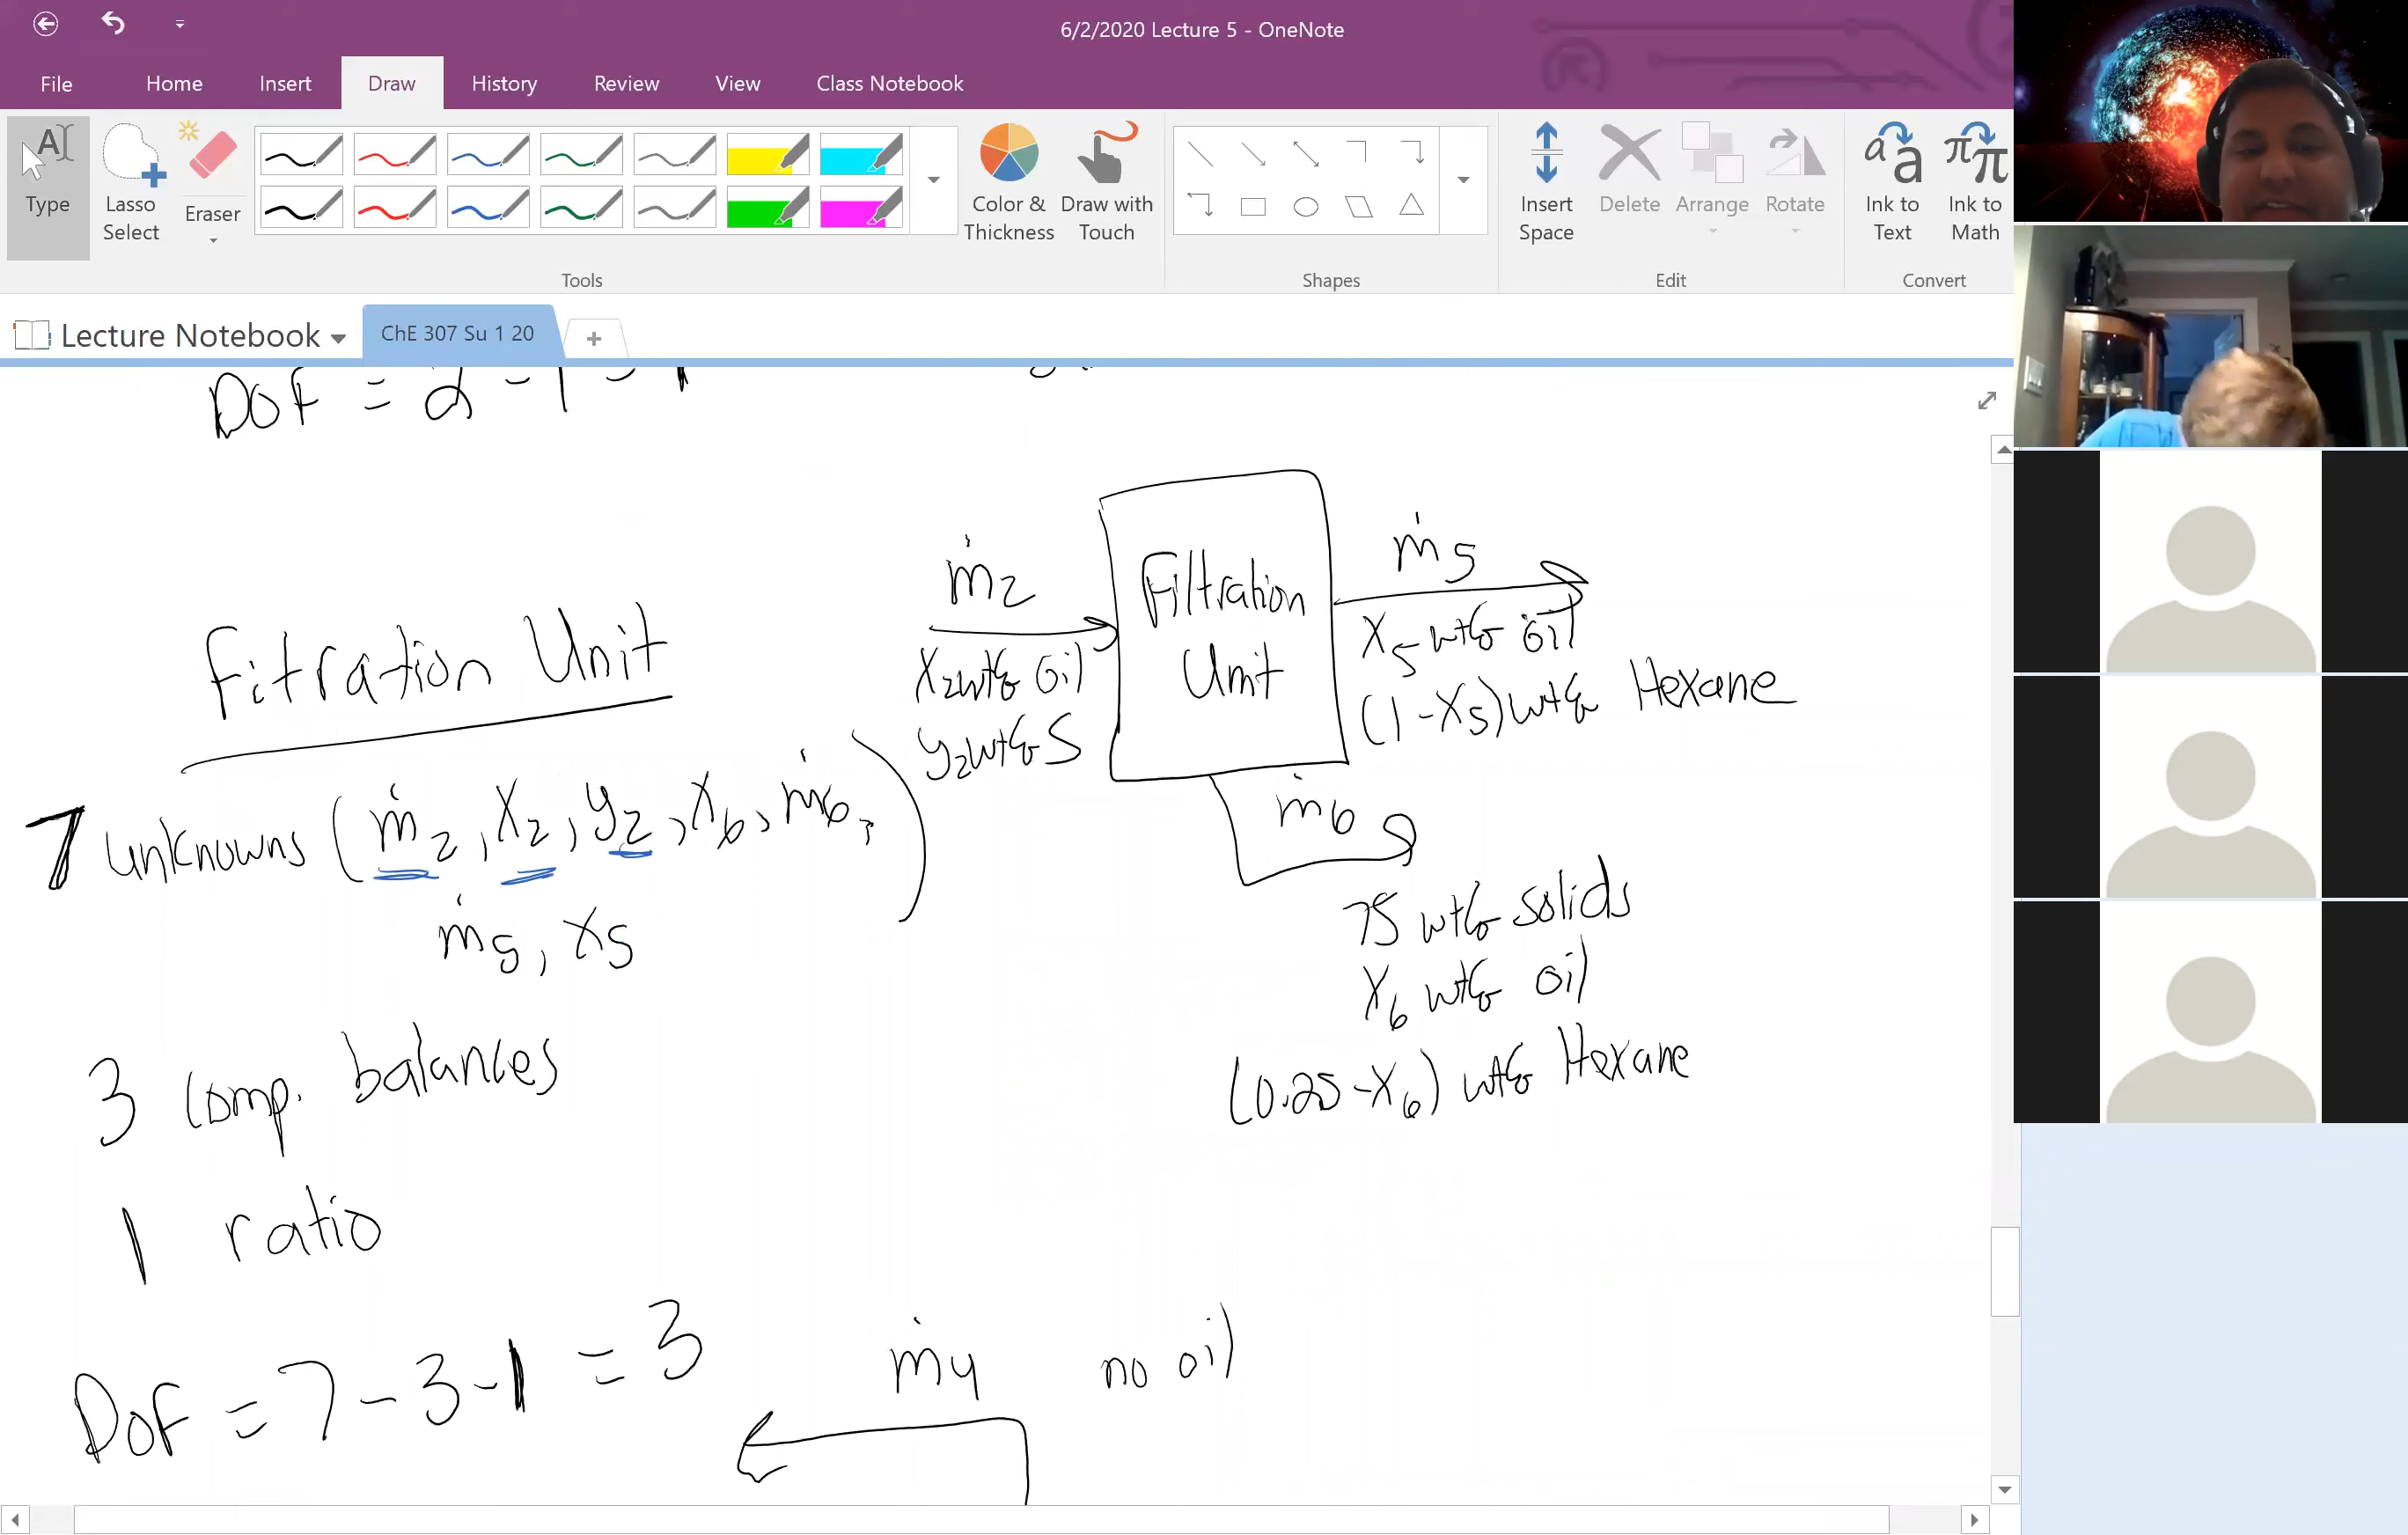 6/2/2020 Lecture 5 - OneNote
File Home Insert Draw History Review View Class Notebook
Type
Lasso Select
Eraser
Color & Thickness
Draw with Touch
Insert Space
Delete
Arrange
Rotate
Ink to Text
Ink to Math
Tools
Shapes
Edit
Convert
Lecture Notebook
ChE 307 Su 1 20
DOF = 2 - 1 = 1
Fitration Unit
7 unknowns (ṁ2, X2, y2, X6, ṁ6,
ṁ5, X5)
3 comp. balances
1 ratio
DOF = 7 - 3 - 1 = 3
ṁ2
X2 wt% oil
y2 wt% S
Filtration
Unit
ṁ5
X5 wt% oil
(1-X5) wt% Hexane
ṁ6
75 wt% solids
X6 wt% oil
(0.25-X6) wt% Hexane
ṁ4 no oil